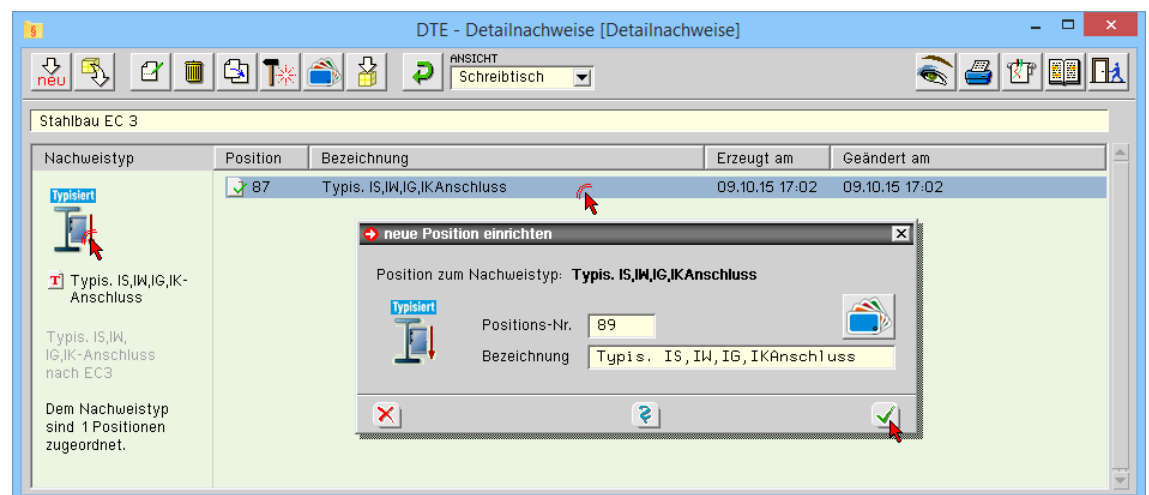 § DTE - Detailnachweise [Detailnachweise]
neu
ANSICHT
Schreibtisch
Stahlbau EC 3
Nachweistyp Position Bezeichnung Erzeugt am Geändert am
Typisiert
87 Typis. IS,IW,IG,IKAnschluss 09.10.15 17:02 09.10.15 17:02
T Typis. IS,IW,IG,IK-
Anschluss
Typis. IS,IW,
IG,IK-Anschluss
nach EC3
Dem Nachweistyp
sind 1 Positionen
zugeordnet.
neue Position einrichten
Position zum Nachweistyp: Typis. IS,IW,IG,IKAnschluss
Typisiert
Positions-Nr. 89
Bezeichnung Typis. IS,IW,IG,IKAnschluss